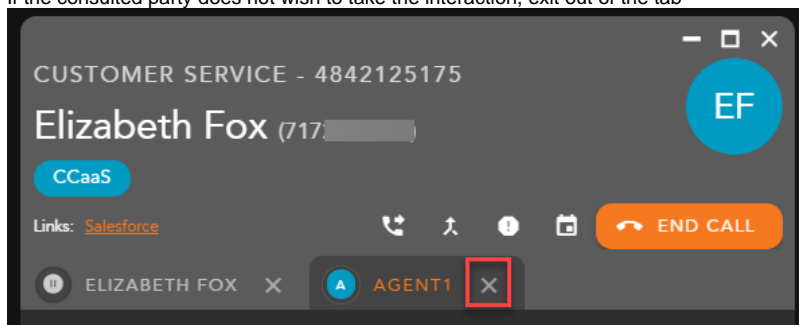 If the consulted party does not wish to take the interaction, exit out of the tab
CUSTOMER SERVICE - 4842125175
EF
Elizabeth Fox (717
CCaaS
Links: Salesforce
END CALL
ELIZABETH FOX
A AGENT1